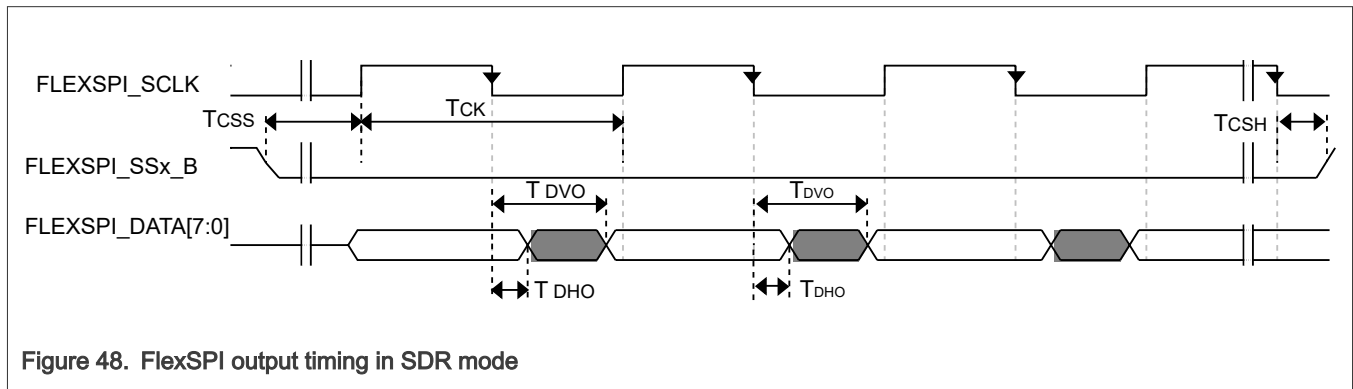 FLEXSPI_SCLK
TCSS
TCK
TCSH
FLEXSPI_SSx_B
T DVO
TDVO
FLEXSPI_DATA[7:0]
T DHO
TDHO
Figure 48. FlexSPI output timing in SDR mode